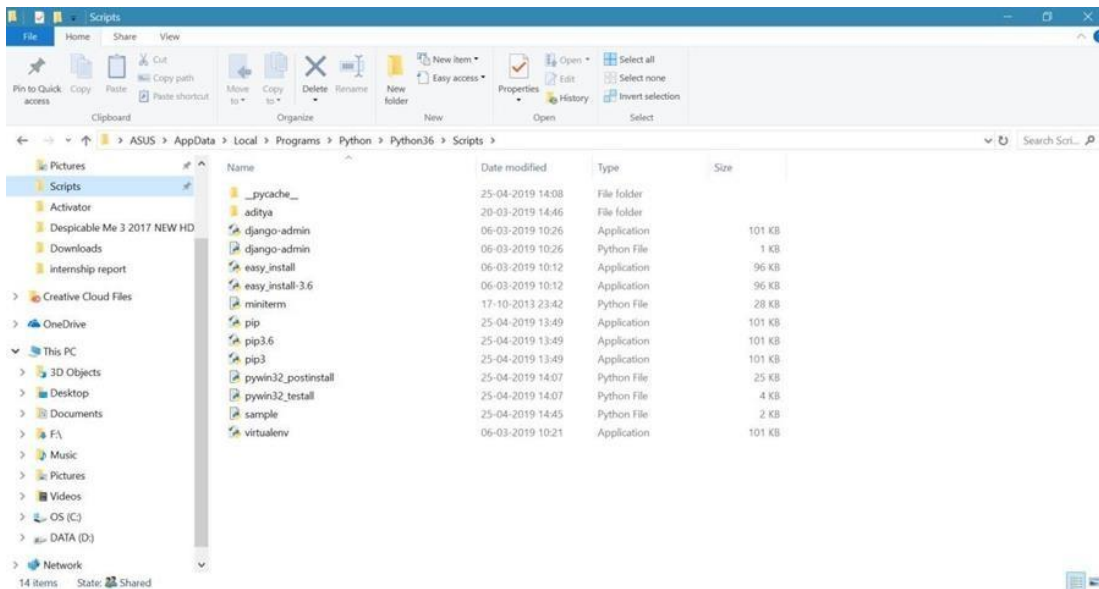 Scripts
File Home Share View
Pin to Quick access
Copy
Paste
Cut
Copy path
Paste shortcut
Clipboard
Move to
Copy to
Delete
Rename
Organize
New folder
New item
Easy access
New
Properties
Open
Edit
History
Open
Select all
Select none
Invert selection
Select
> ASUS > AppData > Local > Programs > Python > Python36 > Scripts >
Search Scri...
Pictures
Scripts
Activator
Despicable Me 3 2017 NEW HD
Downloads
internship report
Creative Cloud Files
OneDrive
This PC
3D Objects
Desktop
Documents
F:\
Music
Pictures
Videos
OS (C:)
DATA (D:)
Network
Name Date modified Type Size
__pycache__ 25-04-2019 14:08 File folder
aditya 20-03-2019 14:46 File folder
django-admin 06-03-2019 10:26 Application 101 KB
django-admin 06-03-2019 10:26 Python File 1 KB
easy_install 06-03-2019 10:12 Application 96 KB
easy_install-3.6 06-03-2019 10:12 Application 96 KB
miniterm 17-10-2013 23:42 Python File 28 KB
pip 25-04-2019 13:49 Application 101 KB
pip3.6 25-04-2019 13:49 Application 101 KB
pip3 25-04-2019 13:49 Application 101 KB
pywin32_postinstall 25-04-2019 14:07 Python File 25 KB
pywin32_testall 25-04-2019 14:07 Python File 4 KB
sample 25-04-2019 14:45 Python File 2 KB
virtualenv 06-03-2019 10:21 Application 101 KB
14 items State: Shared